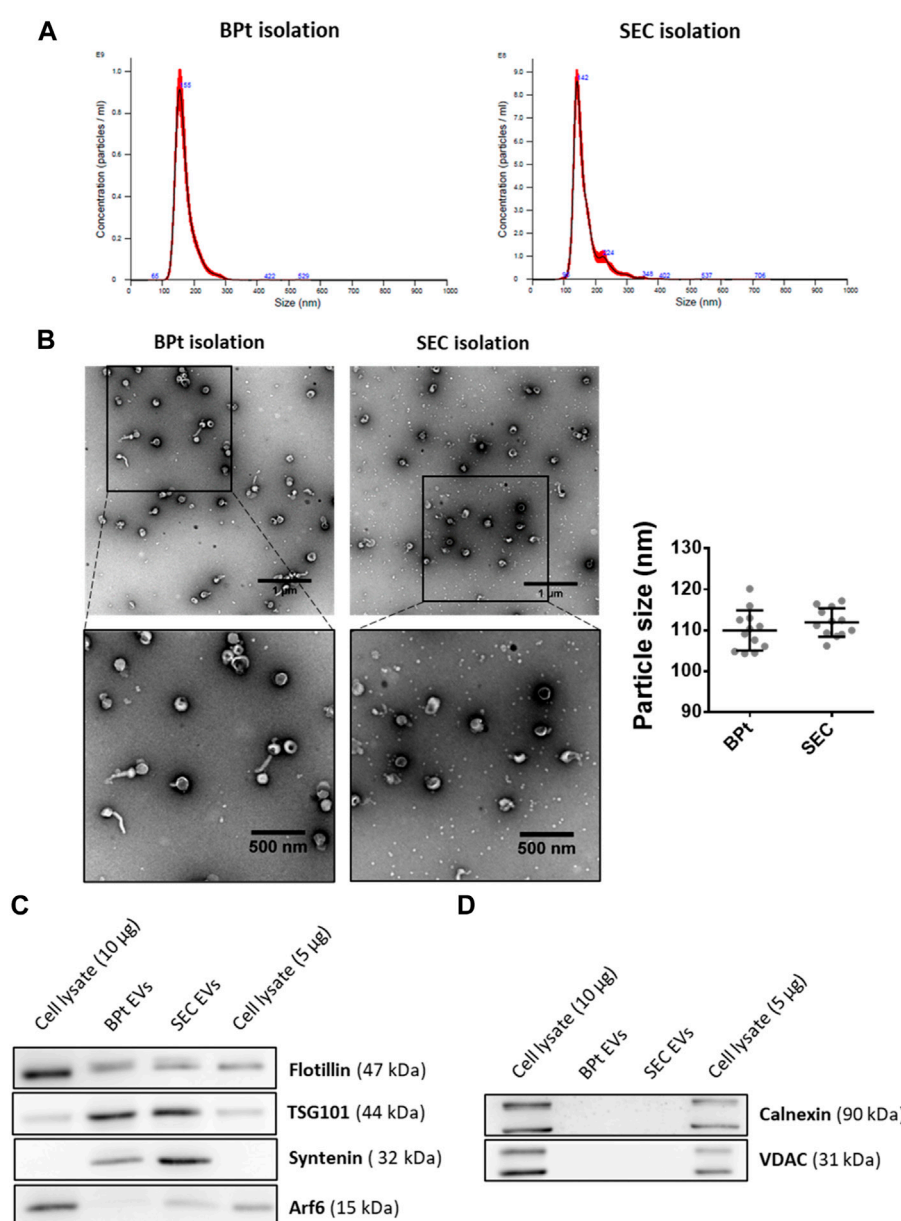 A
BPt isolation
SEC isolation
E9
Concentration (particles / ml)
1.0
0.8
0.6
0.4
0.2
0
65
422
529
0 100 200 300 400 500 600 700 800 900 1000
Size (nm)
E8
Concentration (particles / ml)
9.0
8.0
7.0
6.0
5.0
4.0
3.0
2.0
1.0
0
348
402
537
706
0 100 200 300 400 500 600 700 800 900 1000
Size (nm)
B
BPt isolation
SEC isolation
1 µm
1 µm
500 nm
500 nm
Particle size (nm)
130
120
110
100
90
BPt
SEC
C
Cell lysate (10 µg)
BPt EVs
SEC EVs
Cell lysate (5 µg)
Flotillin (47 kDa)
TSG101 (44 kDa)
Syntenin ( 32 kDa)
Arf6 (15 kDa)
D
Cell lysate (10 µg)
BPt EVs
SEC EVs
Cell lysate (5 µg)
Calnexin (90 kDa)
VDAC (31 kDa)